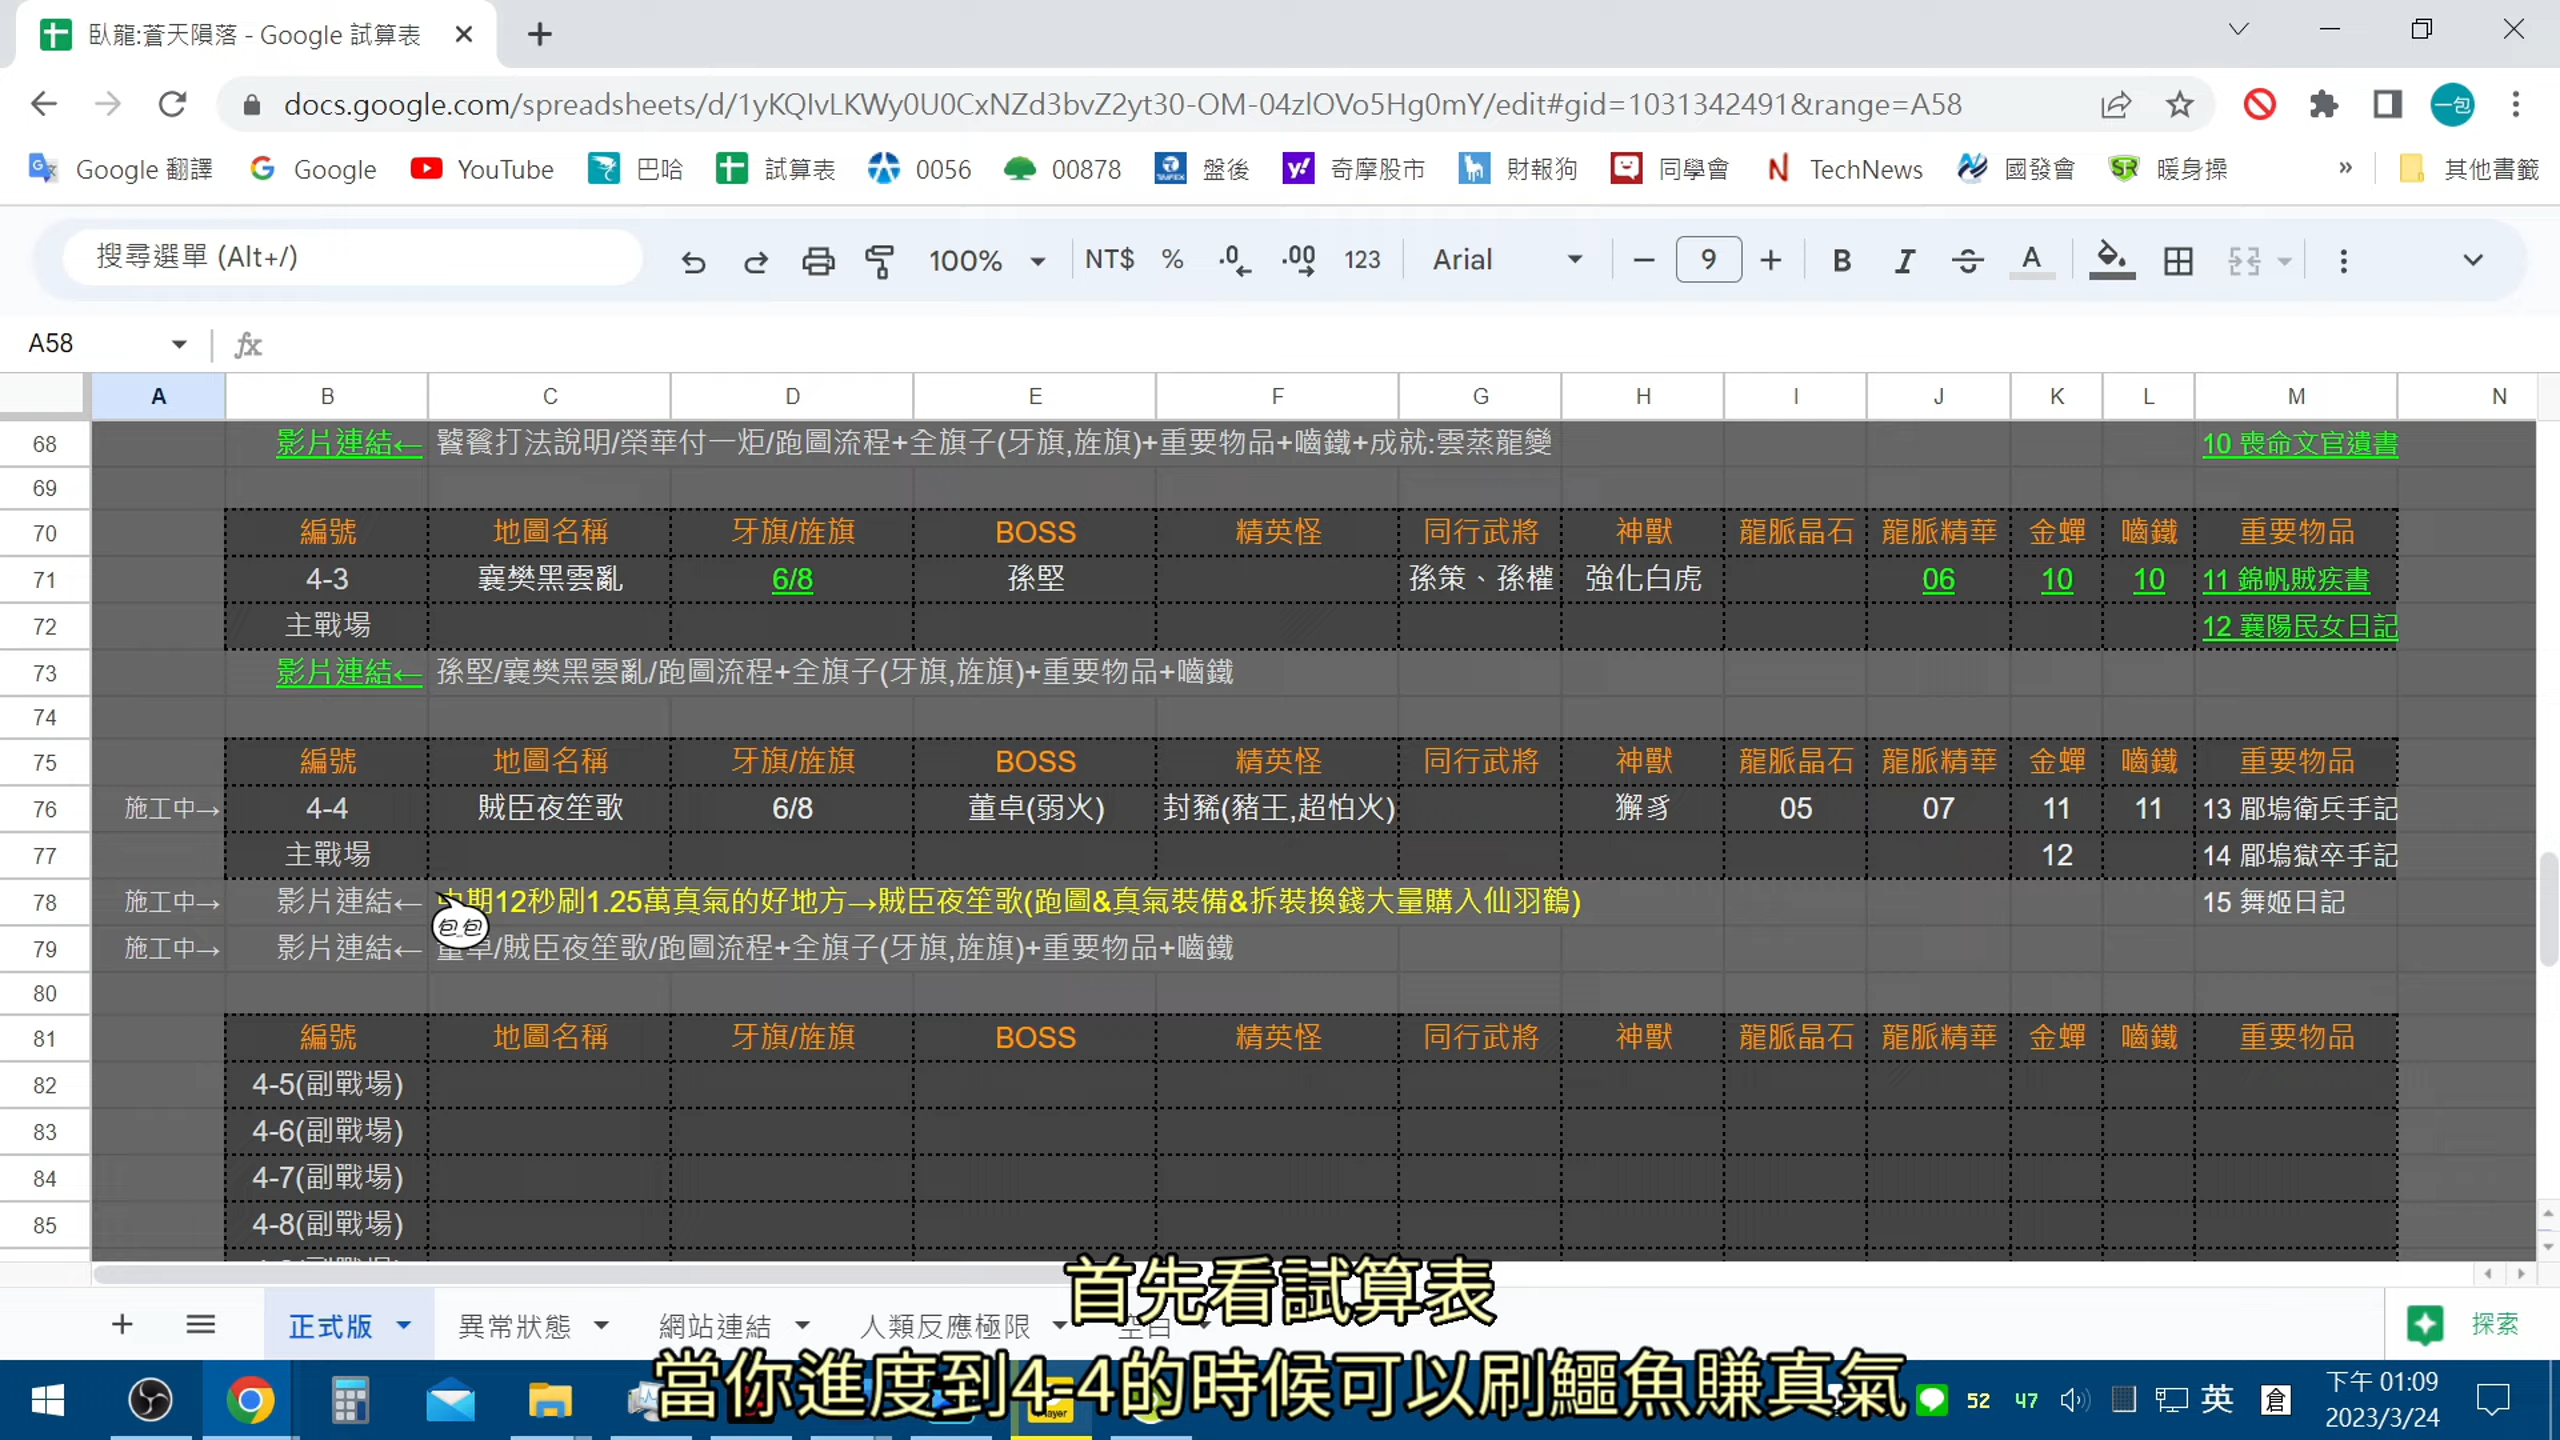 臥龍:蒼天隕落 - Google 試算表
docs.google.com/spreadsheets/d/1yKQIvLKWy0U0CxNZd3bvZ2yt30-OM-04zlOVo5Hg0mY/edit#gid=1031342491&range=A58
一包
Google 翻譯 Google YouTube 巴哈 試算表 0056 00878 盤後 奇摩股市 財報狗 同學會 TechNews 國發會 暖身操 » 其他書籤
搜尋選單 (Alt+/) 100% NT$ % .0 .00 123 Arial 9 B I A
A58 fx
A B C D E F G H I J K L M N
68 影片連結← 饕餮打法說明/榮華付一炬/跑圖流程+全旗子(牙旗,旌旗)+重要物品+嚙鐵+成就:雲蒸龍變 10 喪命文官遺書
69
70 編號 地圖名稱 牙旗/旌旗 BOSS 精英怪 同行武將 神獸 龍脈晶石 龍脈精華 金蟬 嚙鐵 重要物品
71 4-3 襄樊黑雲亂 6/8 孫堅 孫策、孫權 強化白虎 06 10 10 11 錦帆賊疾書
72 主戰場 12 襄陽民女日記
73 影片連結← 孫堅/襄樊黑雲亂/跑圖流程+全旗子(牙旗,旌旗)+重要物品+嚙鐵
74
75 編號 地圖名稱 牙旗/旌旗 BOSS 精英怪 同行武將 神獸 龍脈晶石 龍脈精華 金蟬 嚙鐵 重要物品
76 施工中→ 4-4 賊臣夜笙歌 6/8 董卓(弱火) 封豨(豬王,超怕火) 獬豸 05 07 11 11 13 郿塢衛兵手記
77 主戰場 12 14 郿塢獄卒手記
78 施工中→ 影片連結← 期12秒刷1.25萬真氣的好地方→賊臣夜笙歌(跑圖&真氣裝備&拆裝換錢大量購入仙羽鶴) 15 舞姬日記
包包
79 施工中→ 影片連結← 董卓/賊臣夜笙歌/跑圖流程+全旗子(牙旗,旌旗)+重要物品+嚙鐵
80
81 編號 地圖名稱 牙旗/旌旗 BOSS 精英怪 同行武將 神獸 龍脈晶石 龍脈精華 金蟬 嚙鐵 重要物品
82 4-5(副戰場)
83 4-6(副戰場)
84 4-7(副戰場)
85 4-8(副戰場)
首先看試算表
正式版 異常狀態 網站連結 人類反應極限 空白 探索
當你進度到4-4的時候可以刷鱷魚賺真氣
52 47 英 倉 下午 01:09
2023/3/24